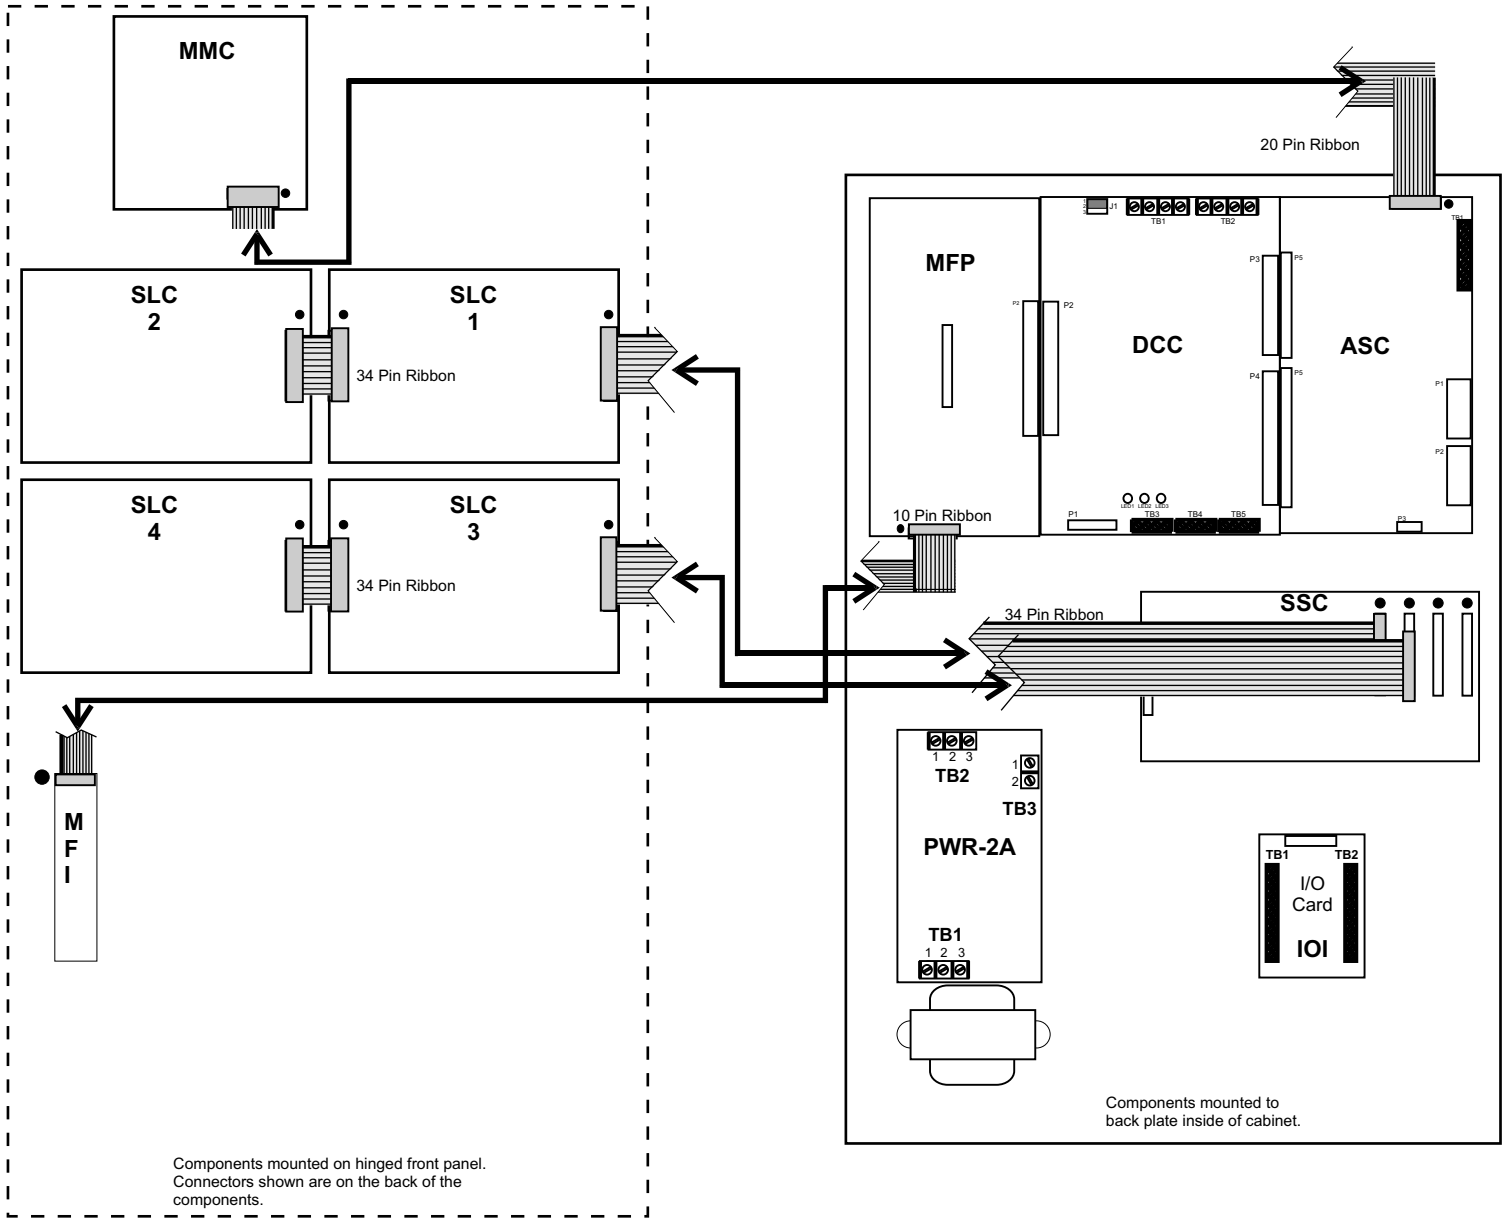 MMC
20 Pin Ribbon
SLC
2
SLC
1
34 Pin Ribbon
SLC
4
SLC
3
34 Pin Ribbon
M
F
I
Components mounted on hinged front panel.
Connectors shown are on the back of the
components.
MFP
P2
10 Pin Ribbon
1
2
3
J1
TB1
TB2
P3
P2
DCC
P4
LED1 LED2 LED3
P1
TB3
TB4
TB5
TB1
P5
ASC
P5
P1
P2
P3
34 Pin Ribbon
SSC
1 2 3
TB2
1
2
TB3
PWR-2A
TB1
1 2 3
TB1
TB2
I/O
Card
IOI
Components mounted to
back plate inside of cabinet.